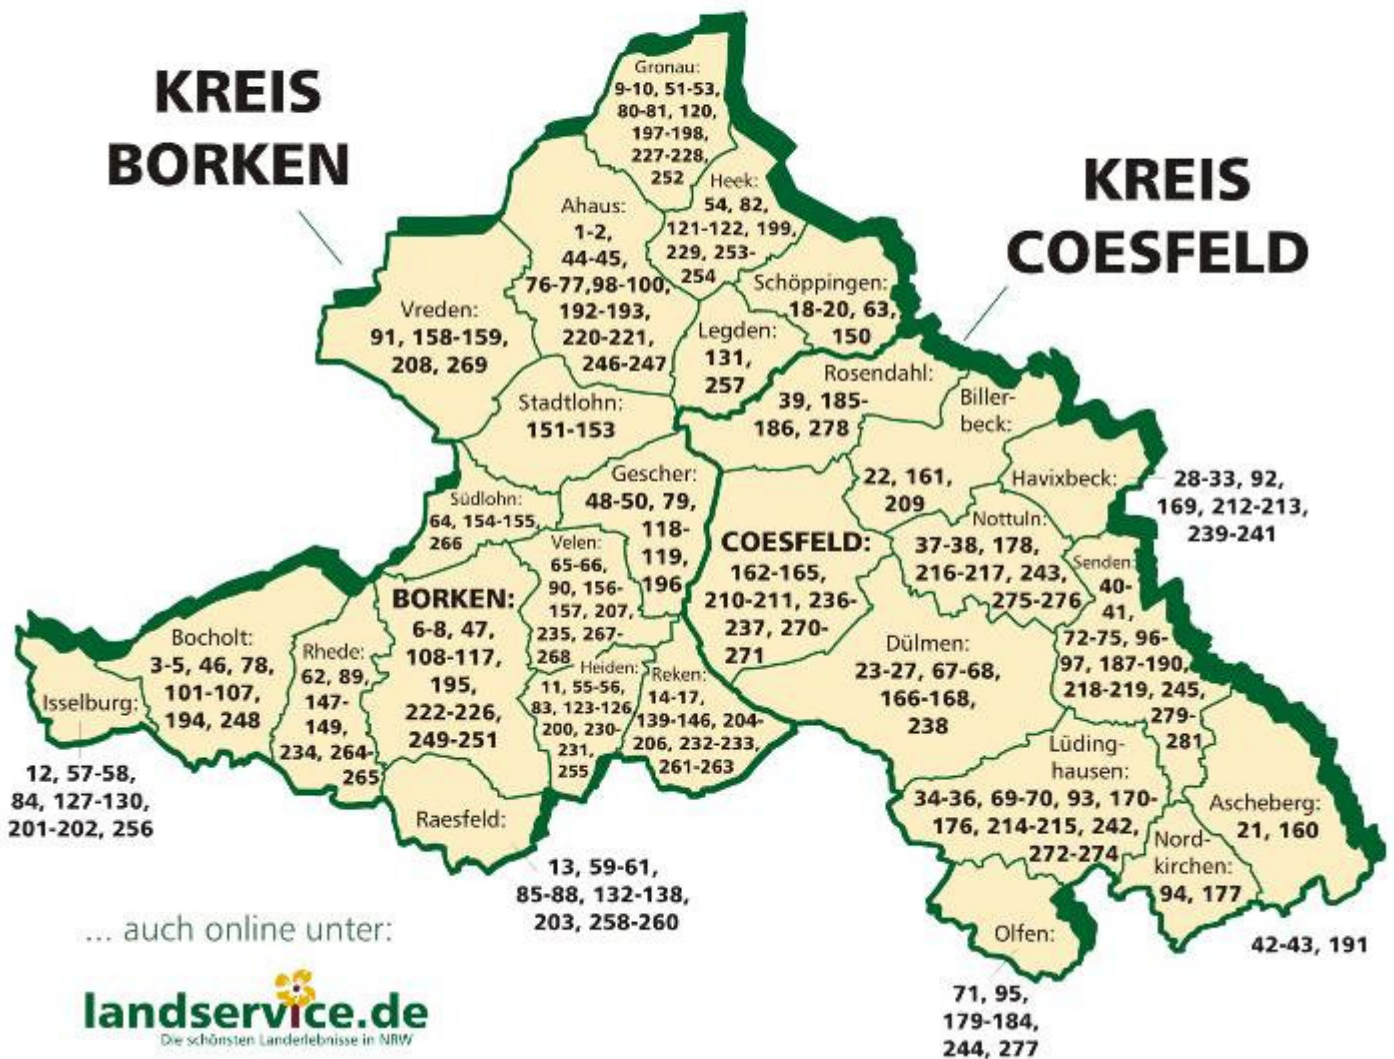 KREIS
BORKEN
KREIS
COESFELD
Gronau:
9-10, 51-53,
80-81, 120,
197-198,
227-228,
252
Heek:
54, 82,
121-122, 199,
229, 253-
254
Ahaus:
1-2,
44-45,
76-77,98-100,
192-193,
220-221,
246-247
Schöppingen:
18-20, 63,
150
Vreden:
91, 158-159,
208, 269
Legden:
131,
257
Rosendahl:
39, 185-
186, 278
Biller-
beck:
22, 161,
209
Stadtlohn:
151-153
Havixbeck:
28-33, 92,
169, 212-213,
239-241
Gescher:
48-50, 79,
118-
119,
196
Südlohn:
64, 154-155,
266
Velen:
65-66,
90, 156-
157, 207,
235, 267-
268
COESFELD:
162-165,
210-211, 236-
237, 270-
271
Nottuln:
37-38, 178,
216-217, 243,
275-276
Senden:
40-
41,
72-75, 96-
97, 187-190,
218-219, 245,
279-
281
BORKEN:
6-8, 47,
108-117,
195,
222-226,
249-251
Bocholt:
3-5, 46, 78,
101-107,
194, 248
Rhede:
62, 89,
147-
149,
234, 264-
265
Heiden:
11, 55-56,
83, 123-126,
200, 230-
231,
255
Reken:
14-17,
139-146, 204-
206, 232-233,
261-263
Dülmen:
23-27, 67-68,
166-168,
238
Isselburg:
12, 57-58,
84, 127-130,
201-202, 256
Lüding-
hausen:
34-36, 69-70, 93, 170-
176, 214-215, 242,
272-274
Ascheberg:
21, 160
Raesfeld:
13, 59-61,
85-88, 132-138,
203, 258-260
Nord-
kirchen:
94, 177
42-43, 191
Olfen:
71, 95,
179-184,
244, 277
... auch online unter:
landservice.de
Die schönsten Landerlebnisse in NRW